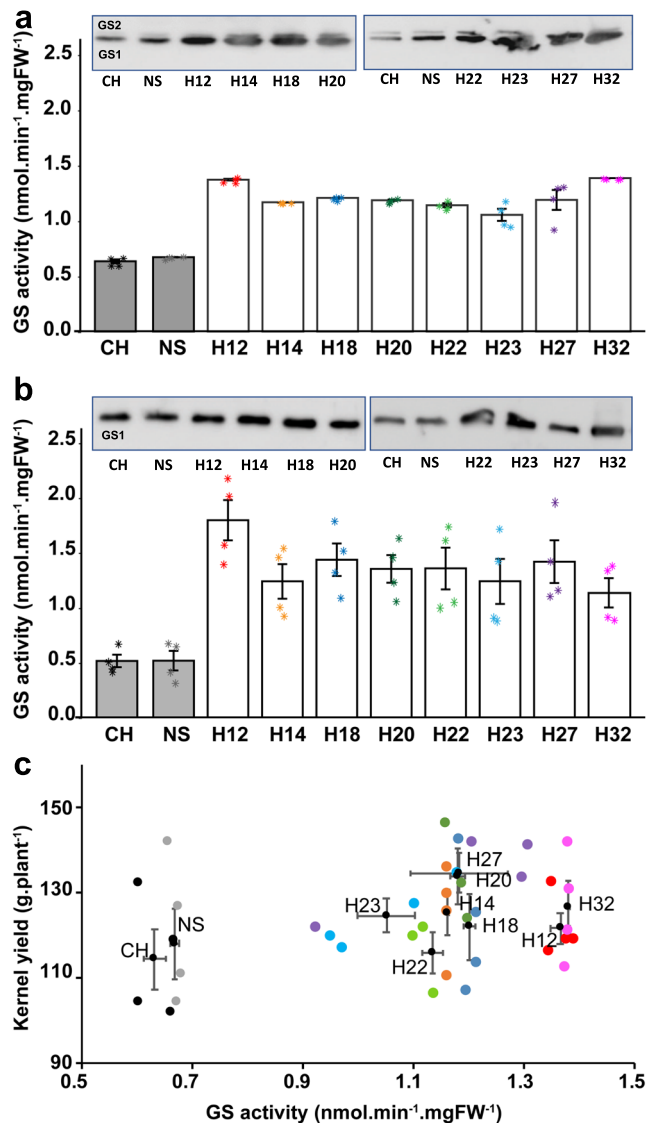 a
GS2
GS1
CH NS H12 H14 H18 H20
CH NS H22 H23 H27 H32
GS activity (nmol.min⁻¹.mgFW⁻¹)
2.5
2.0
1.5
1.0
0.5
0.0
CH NS H12 H14 H18 H20 H22 H23 H27 H32
b
GS1
CH NS H12 H14 H18 H20
CH NS H22 H23 H27 H32
GS activity (nmol.min⁻¹.mgFW⁻¹)
2.5
2.0
1.5
1.0
0.5
0.0
CH NS H12 H14 H18 H20 H22 H23 H27 H32
c
Kernel yield (g.plant⁻¹)
150
130
110
90
H27
H20
H23
H14
H32
NS
H18
H12
CH
H22
0.5 0.7 0.9 1.1 1.3 1.5
GS activity (nmol.min⁻¹.mgFW⁻¹)